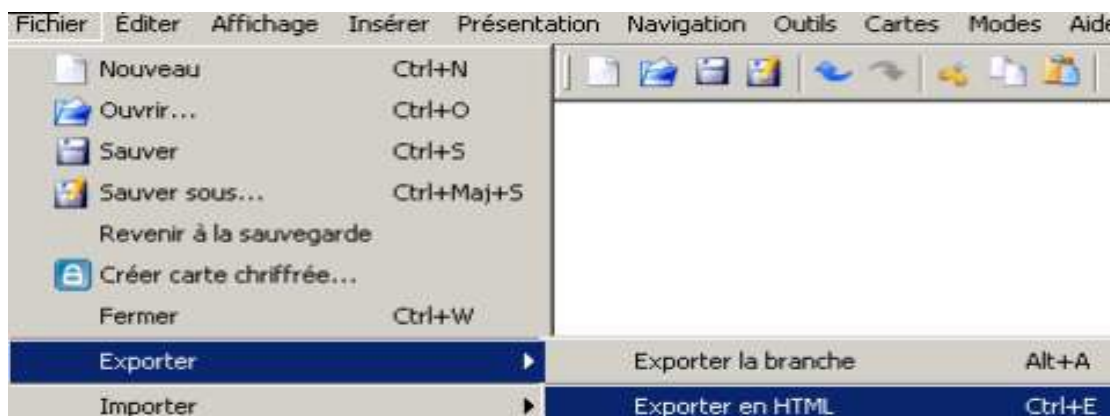 Fichier Éditer Affichage Insérer Présentation Navigation Outils Cartes Modes Aide
Nouveau Ctrl+N
Ouvrir... Ctrl+O
Sauver Ctrl+S
Sauver sous... Ctrl+Maj+S
Revenir à la sauvegarde
Créer carte chriffrée...
Fermer Ctrl+W
Exporter Exporter la branche Alt+A
Importer Exporter en HTML Ctrl+E